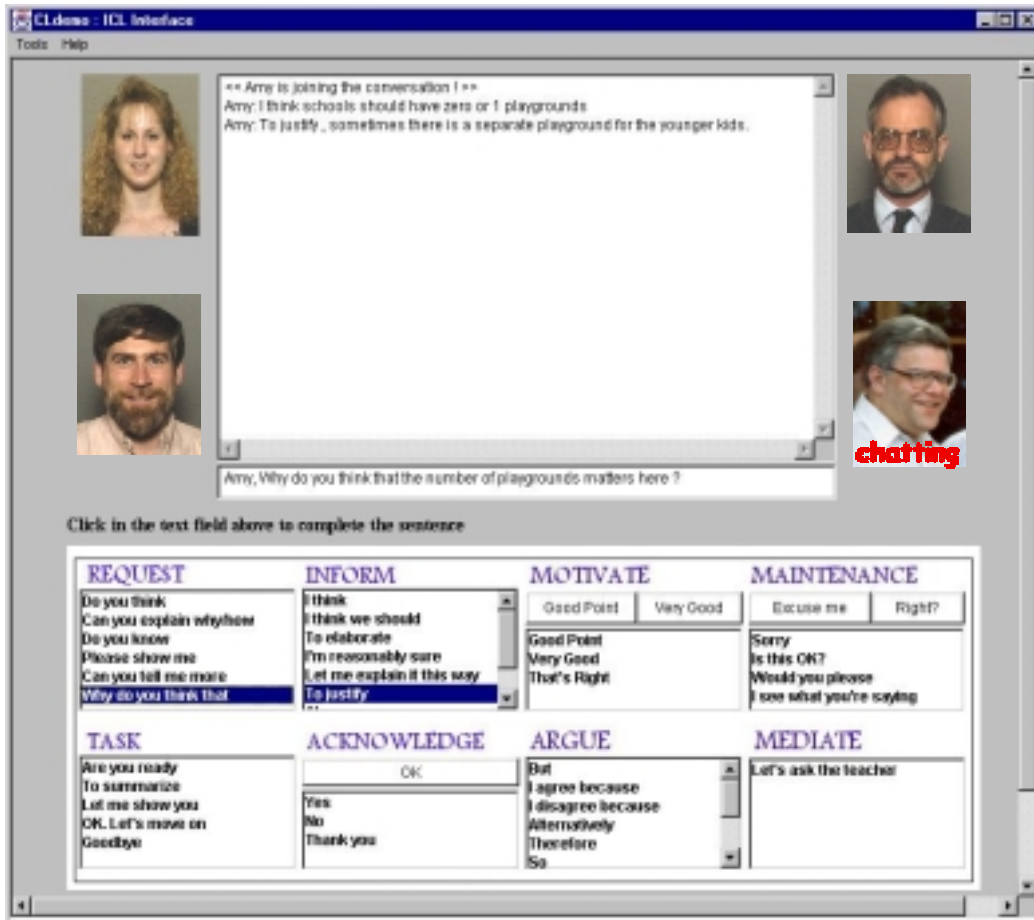 CLdemo : ICL Interface
Tools Help
<< Amy is joining the conversation ! >>
Amy: I think schools should have zero or 1 playgrounds
Amy: To justify , sometimes there is a separate playground for the younger kids.
chatting
Amy, Why do you think that the number of playgrounds matters here ?
Click in the text field above to complete the sentence
REQUEST
Do you think
Can you explain why/how
Do you know
Please show me
Can you tell me more
Why do you think that
INFORM
I think
I think we should
To elaborate
I'm reasonably sure
Let me explain it this way
To justify
MOTIVATE
Good Point Very Good
Good Point
Very Good
That's Right
MAINTENANCE
Excuse me Right?
Sorry
Is this OK?
Would you please
I see what you're saying
TASK
Are you ready
To summarize
Let me show you
OK. Let's move on
Goodbye
ACKNOWLEDGE
OK
Yes
No
Thank you
ARGUE
But
I agree because
I disagree because
Alternatively
Therefore
So
MEDIATE
Let's ask the teacher